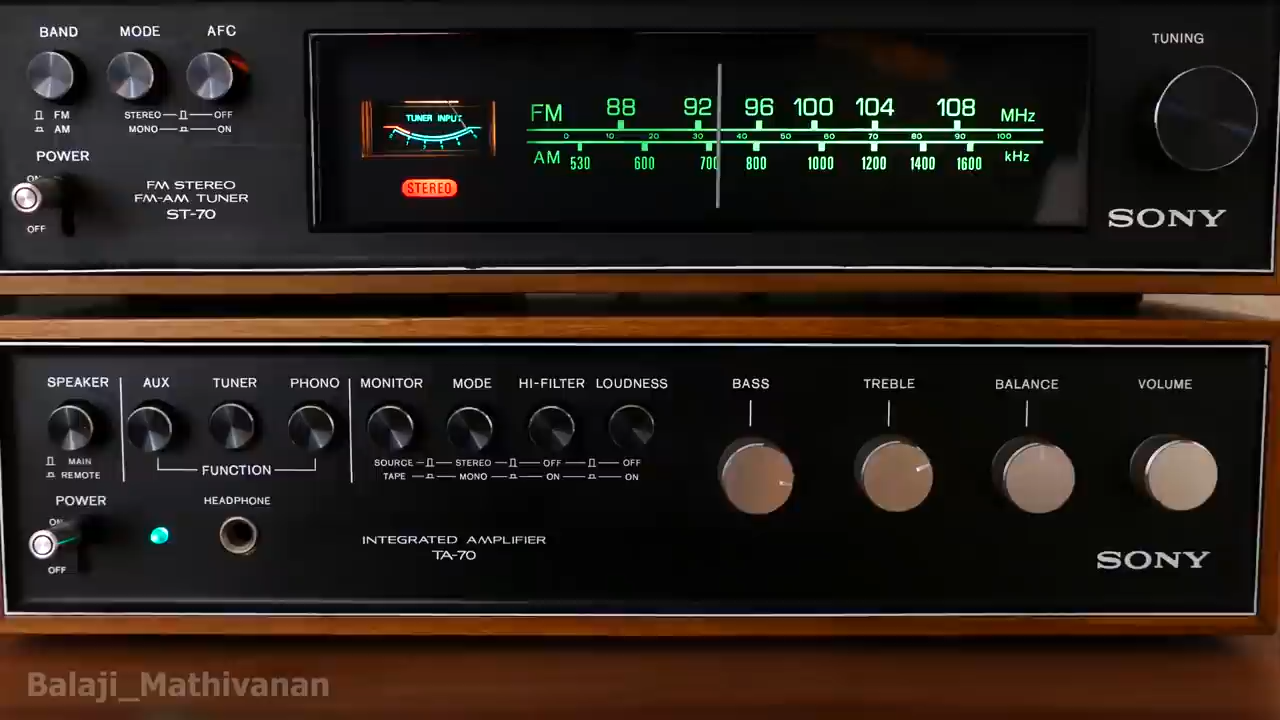 BAND MODE AFC
TUNING
FM 88 92 96 100 104 108 MHz
TUNER INPUT
FM STEREO OFF
AM MONO ON
0 10 20 30 40 50 60 70 80 90 100
POWER
AM 530 600 700 800 1000 1200 1400 1600 kHz
ON
FM STEREO
FM-AM TUNER
ST-70
STEREO
OFF
SONY
SPEAKER AUX TUNER PHONO MONITOR MODE HI-FILTER LOUDNESS BASS TREBLE BALANCE VOLUME
MAIN
REMOTE
FUNCTION
SOURCE STEREO OFF OFF
TAPE MONO ON ON
POWER
HEADPHONE
ON
OFF
INTEGRATED AMPLIFIER
TA-70
SONY
Balaji_Mathivanan